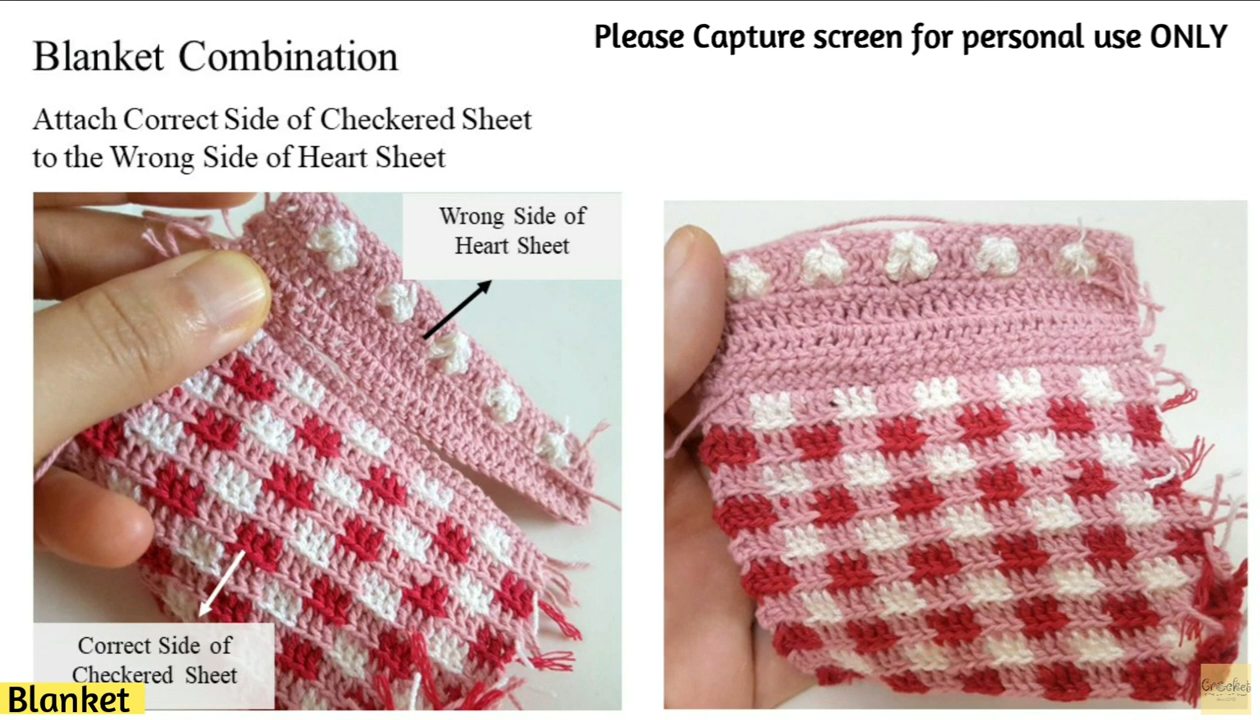 Please Capture screen for personal use ONLY
Blanket Combination
Attach Correct Side of Checkered Sheet
to the Wrong Side of Heart Sheet
Wrong Side of
Heart Sheet
Correct Side of
Checkered Sheet
Blanket
Crochet